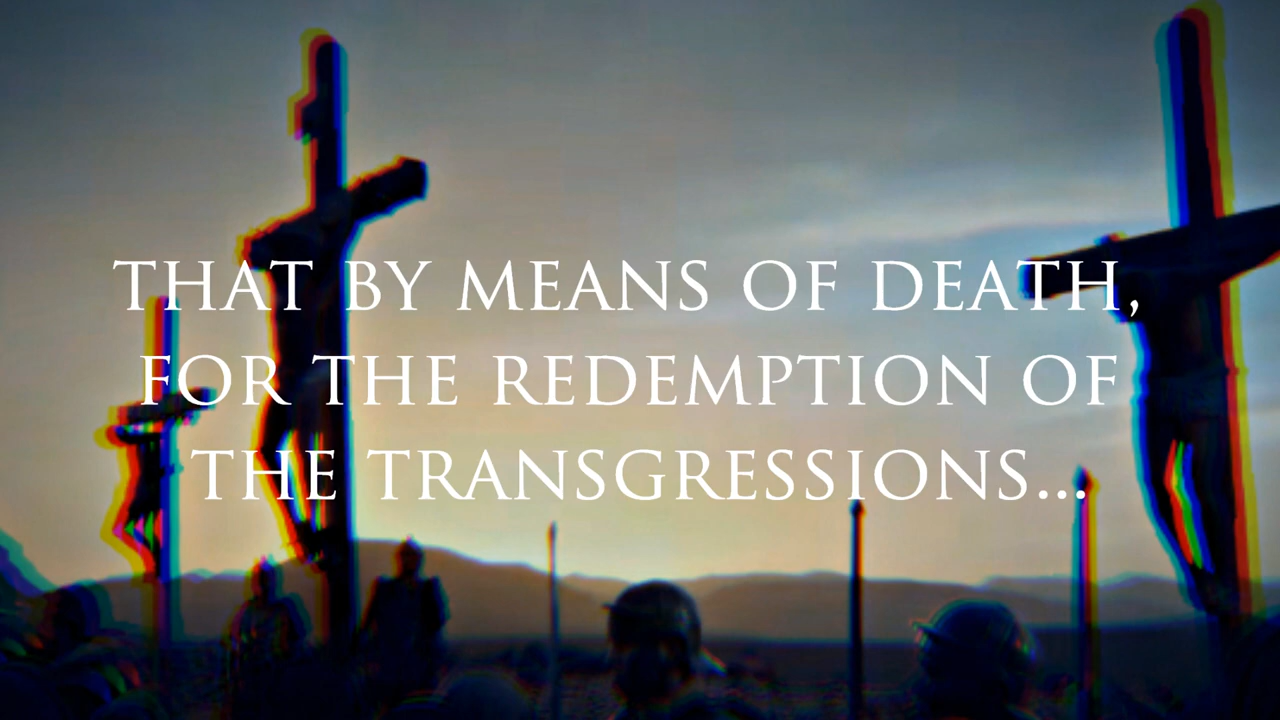 THAT BY MEANS OF DEATH,
FOR THE REDEMPTION OF
THE TRANSGRESSIONS...